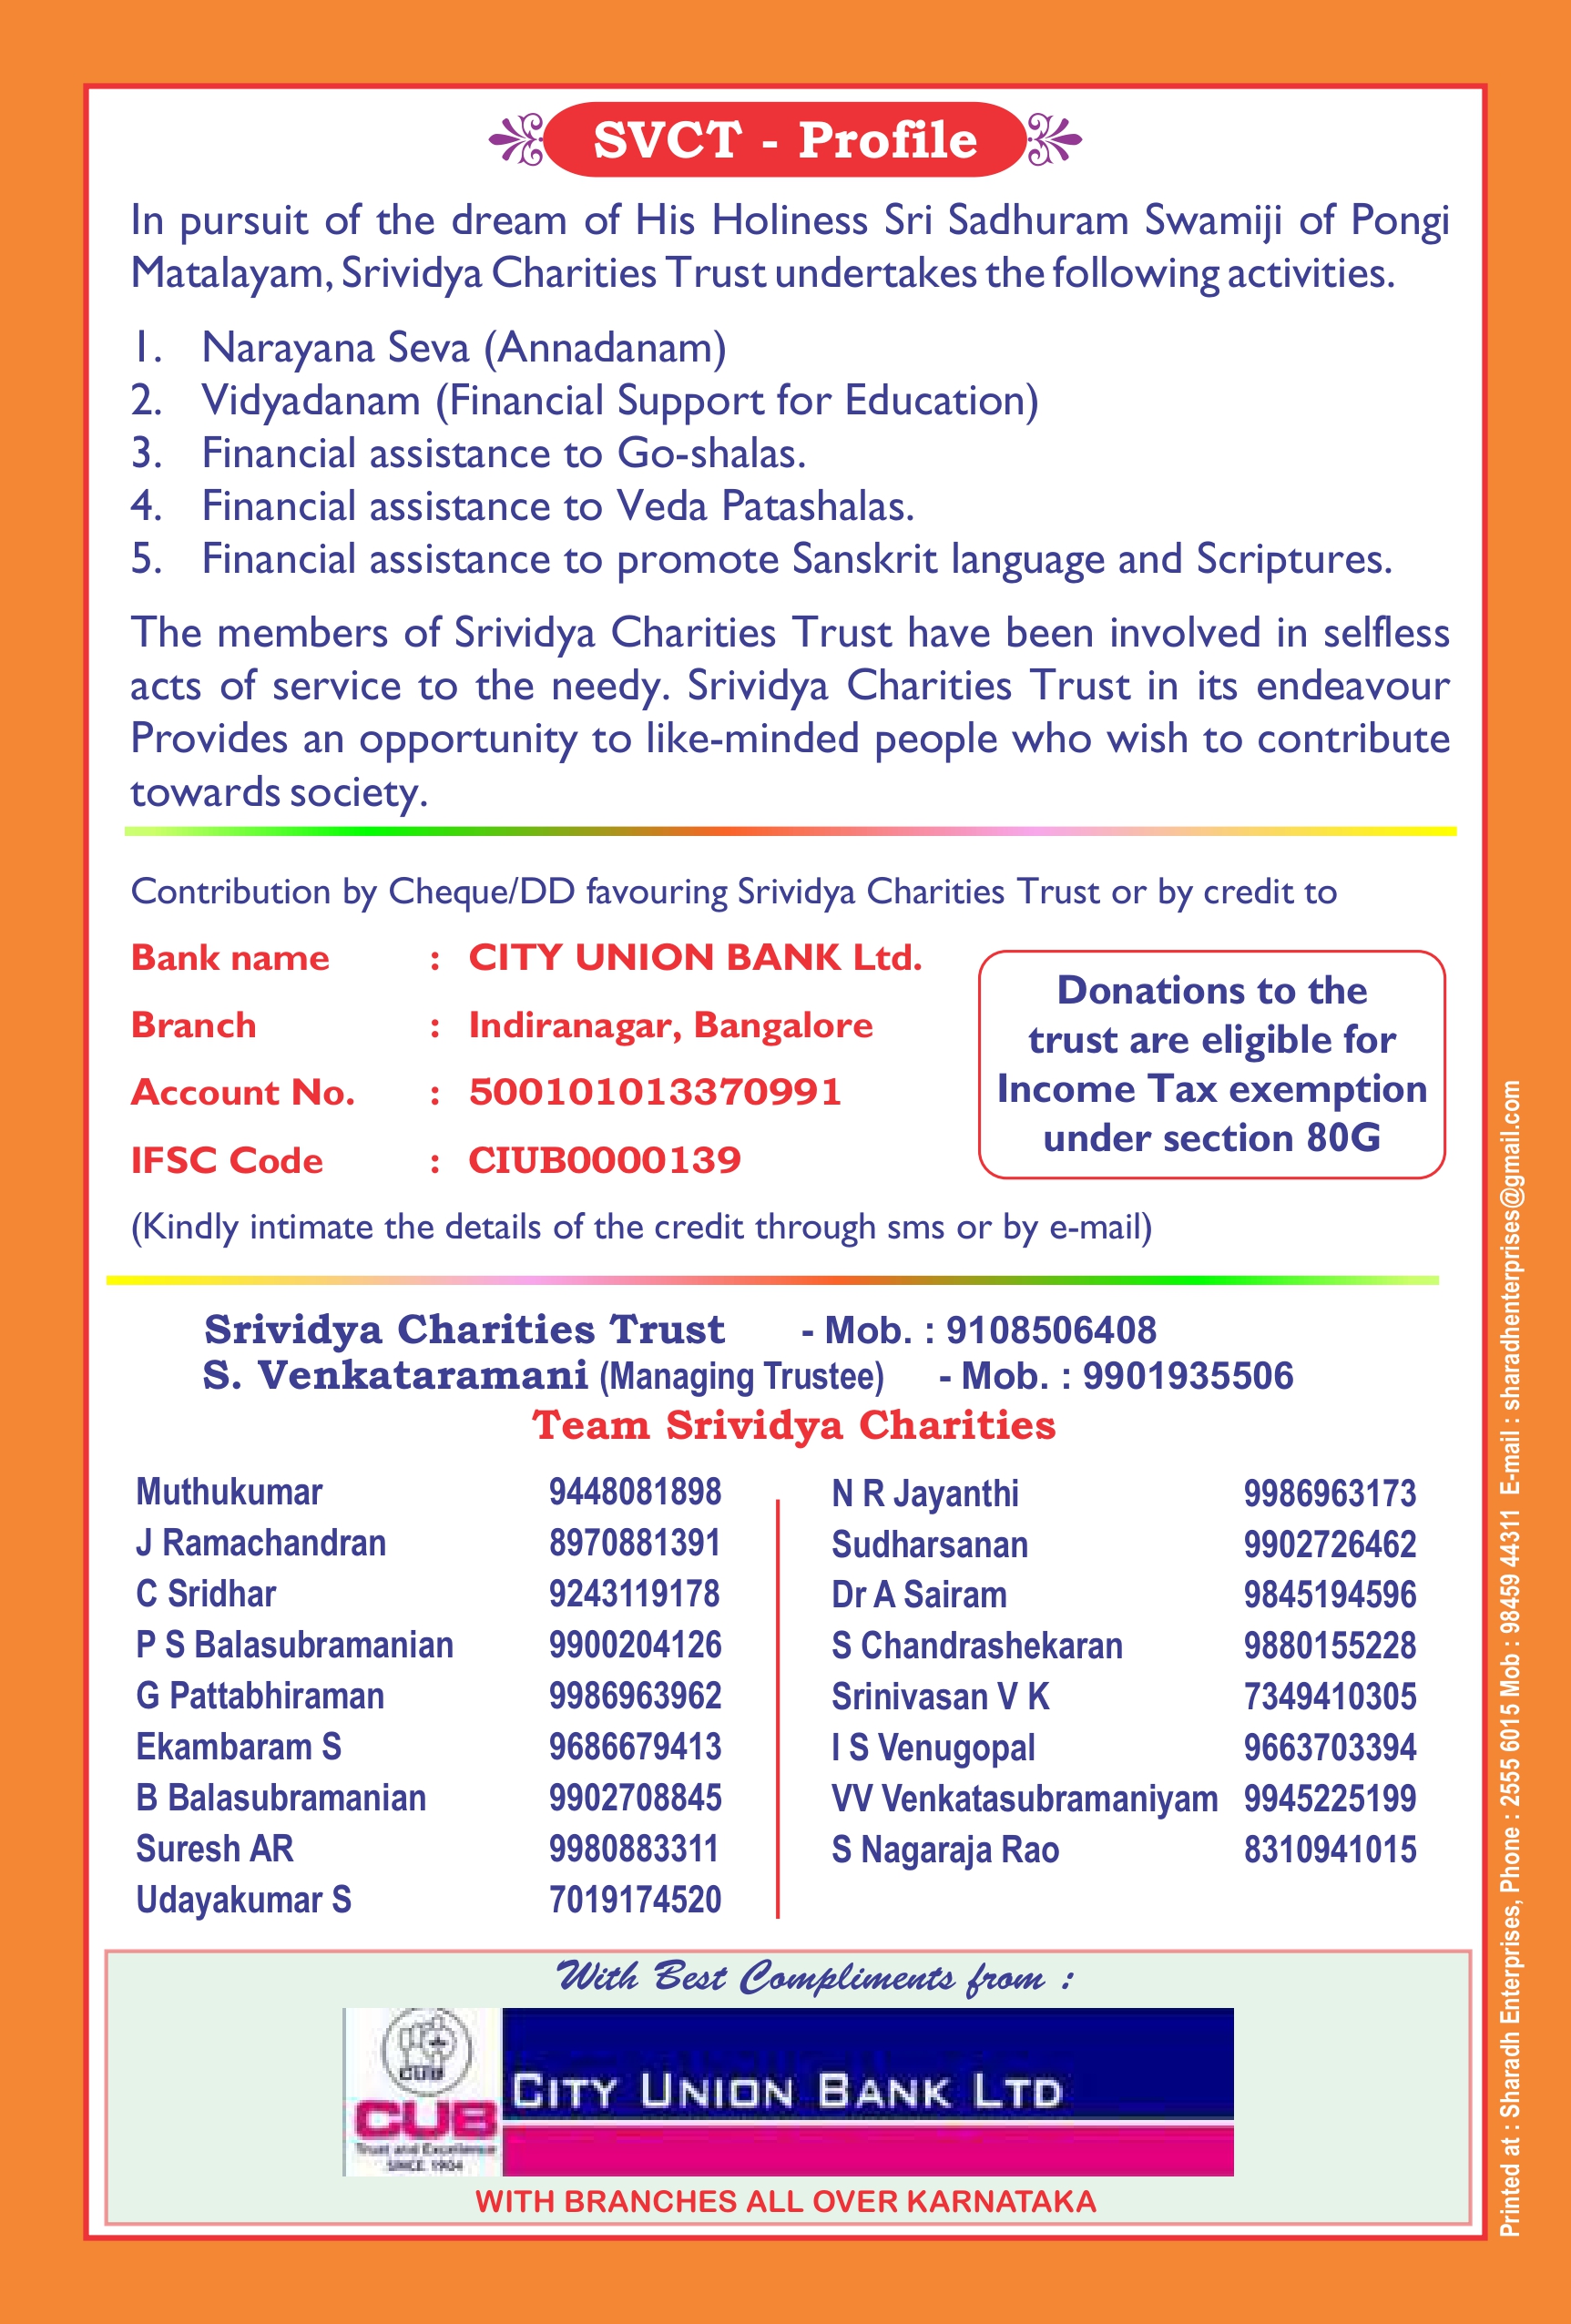 SVCT - Profile
In pursuit of the dream of His Holiness Sri Sadhuram Swamiji of Pongi
Matalayam, Srividya Charities Trust undertakes the following activities.
1. Narayana Seva (Annadanam)
2. Vidyadanam (Financial Support for Education)
3. Financial assistance to Go-shalas.
4. Financial assistance to Veda Patashalas.
5. Financial assistance to promote Sanskrit language and Scriptures.
The members of Srividya Charities Trust have been involved in selfless
acts of service to the needy. Srividya Charities Trust in its endeavour
Provides an opportunity to like-minded people who wish to contribute
towards society.
Contribution by Cheque/DD favouring Srividya Charities Trust or by credit to
Bank name : CITY UNION BANK Ltd.
Branch : Indiranagar, Bangalore
Account No. : 500101013370991
IFSC Code : CIUB0000139
Donations to the
trust are eligible for
Income Tax exemption
under section 80G
(Kindly intimate the details of the credit through sms or by e-mail)
Srividya Charities Trust - Mob. : 9108506408
S. Venkataramani (Managing Trustee) - Mob. : 9901935506
Team Srividya Charities
Muthukumar 9448081898
J Ramachandran 8970881391
C Sridhar 9243119178
P S Balasubramanian 9900204126
G Pattabhiraman 9986963962
Ekambaram S 9686679413
B Balasubramanian 9902708845
Suresh AR 9980883311
Udayakumar S 7019174520
N R Jayanthi 9986963173
Sudharsanan 9902726462
Dr A Sairam 9845194596
S Chandrashekaran 9880155228
Srinivasan V K 7349410305
I S Venugopal 9663703394
VV Venkatasubramaniyam 9945225199
S Nagaraja Rao 8310941015
With Best Compliments from :
CUB
CUB
Trust and Excellence
SINCE 1904
CITY UNION BANK LTD
WITH BRANCHES ALL OVER KARNATAKA
Printed at : Sharadh Enterprises, Phone : 2555 6015 Mob : 98459 44311 E-mail : sharadhenterprises@gmail.com